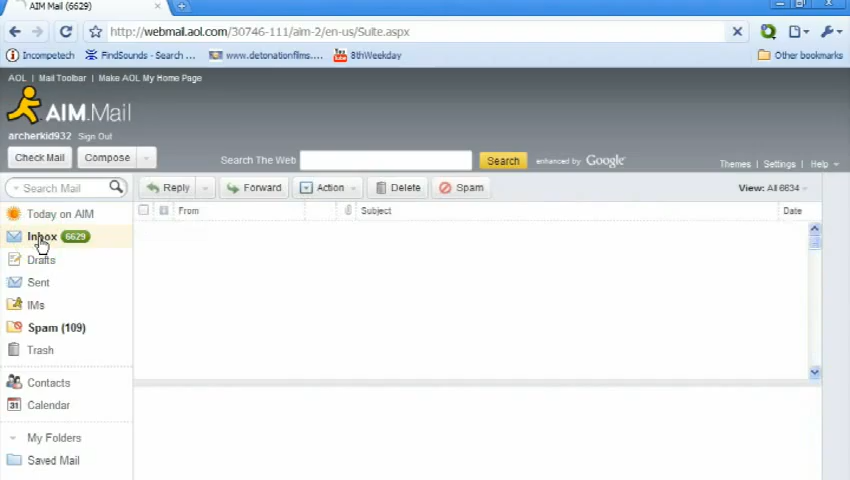 AIM Mail (6629)
http://webmail.aol.com/30746-111/aim-2/en-us/Suite.aspx
Incompetech FindSounds - Search ... www.detonationfilms.... You Tube 8thWeekday Other bookmarks
AOL | Mail Toolbar | Make AOL My Home Page
AIM.Mail
archerkid932 Sign Out
Check Mail Compose Search The Web Search enhanced by Google Themes | Settings | Help
Search Mail Reply Forward Action Delete Spam View: All 6634
From Subject Date
Today on AIM
Inbox 6629
Drafts
Sent
IMs
Spam (109)
Trash
Contacts
31 Calendar
My Folders
Saved Mail